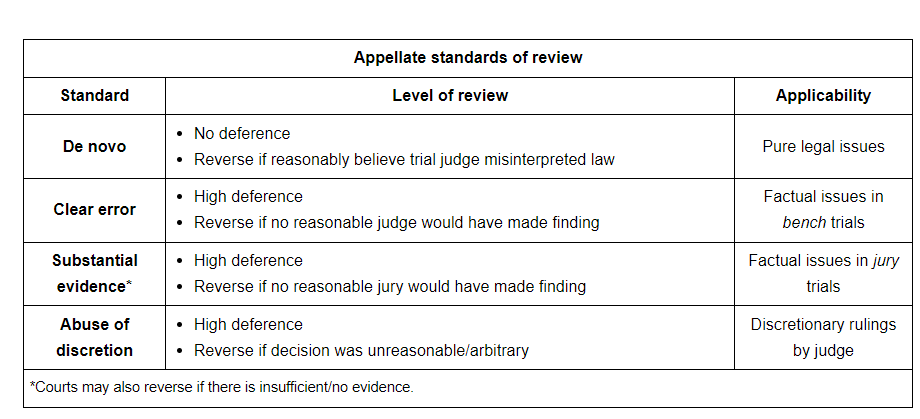 Appellate standards of review
Standard
Level of review
Applicability
De novo
• No deference
• Reverse if reasonably believe trial judge misinterpreted law
Pure legal issues
Clear error
• High deference
• Reverse if no reasonable judge would have made finding
Factual issues in
bench trials
Substantial
evidence*
• High deference
• Reverse if no reasonable jury would have made finding
Factual issues in jury
trials
Abuse of
discretion
• High deference
• Reverse if decision was unreasonable/arbitrary
Discretionary rulings
by judge
*Courts may also reverse if there is insufficient/no evidence.